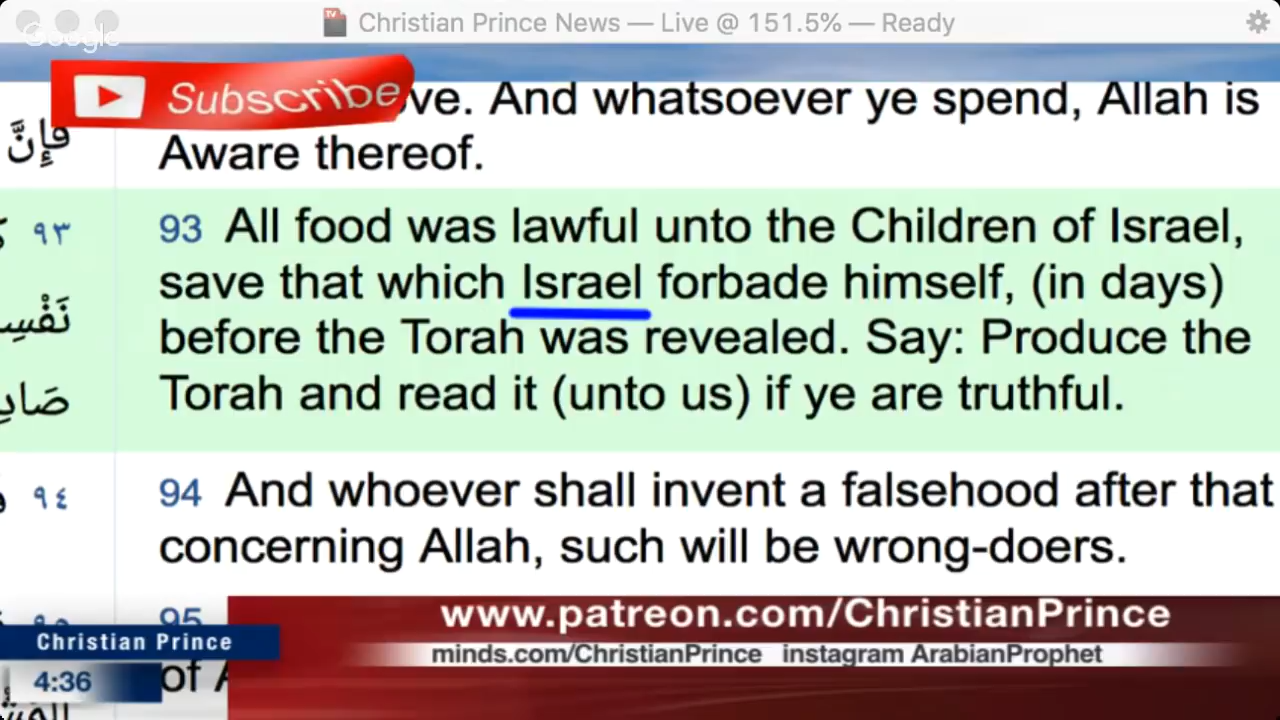 Christian Prince News — Live @ 151.5% — Ready
Google
Subscribe
ve. And whatsoever ye spend, Allah is
فَإِنَّ
Aware thereof.
٩٣
93 All food was lawful unto the Children of Israel,
save that which Israel forbade himself, (in days)
before the Torah was revealed. Say: Produce the
Torah and read it (unto us) if ye are truthful.
٩٤
94 And whoever shall invent a falsehood after that
concerning Allah, such will be wrong-doers.
95
of A
www.patreon.com/ChristianPrince
minds.com/ChristianPrince instagram ArabianProphet
Christian Prince
4:36